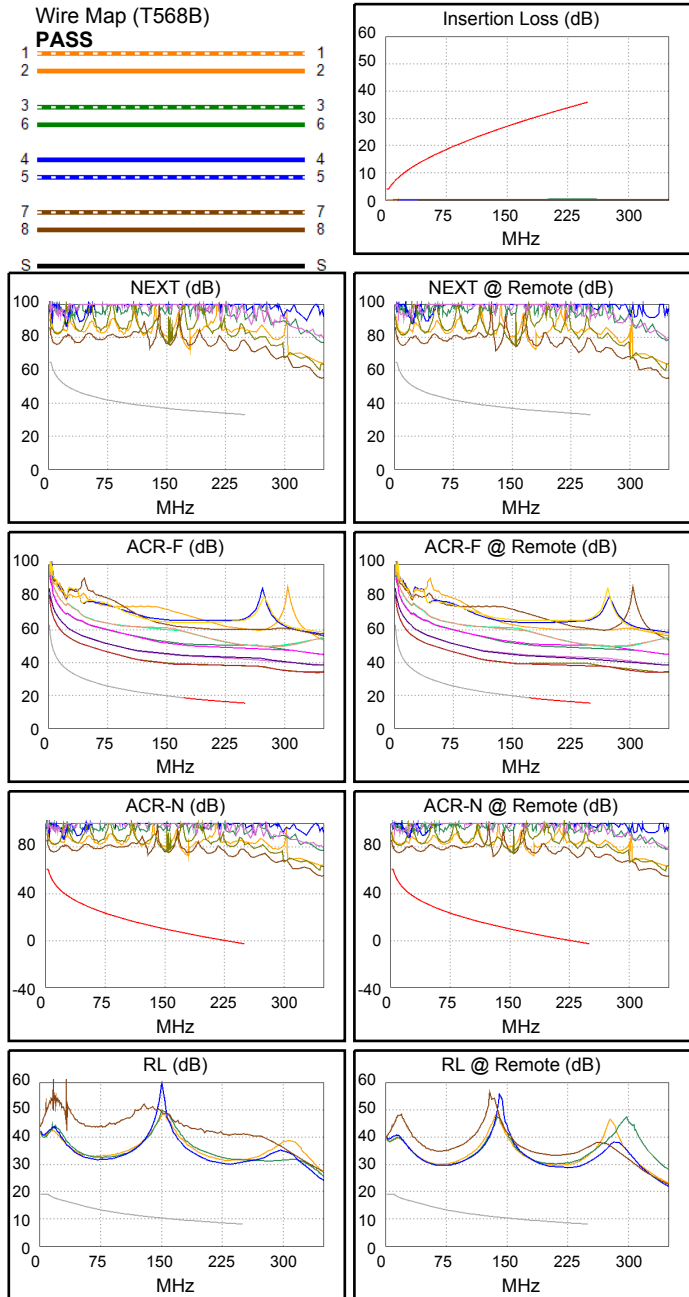 Wire Map (T568B)
PASS
1 1
2 2
3 3
6 6
4 4
5 5
7 7
8 8
S S
Insertion Loss (dB)
60
50
40
30
20
10
0
0 75 150 225 300
MHz
NEXT (dB)
100
80
60
40
20
0
0 75 150 225 300
MHz
NEXT @ Remote (dB)
100
80
60
40
20
0
0 75 150 225 300
MHz
ACR-F (dB)
100
80
60
40
20
0
0 75 150 225 300
MHz
ACR-F @ Remote (dB)
100
80
60
40
20
0
0 75 150 225 300
MHz
ACR-N (dB)
80
40
0
-40
0 75 150 225 300
MHz
ACR-N @ Remote (dB)
80
40
0
-40
0 75 150 225 300
MHz
RL (dB)
60
50
40
30
20
10
0
0 75 150 225 300
MHz
RL @ Remote (dB)
60
50
40
30
20
10
0
0 75 150 225 300
MHz